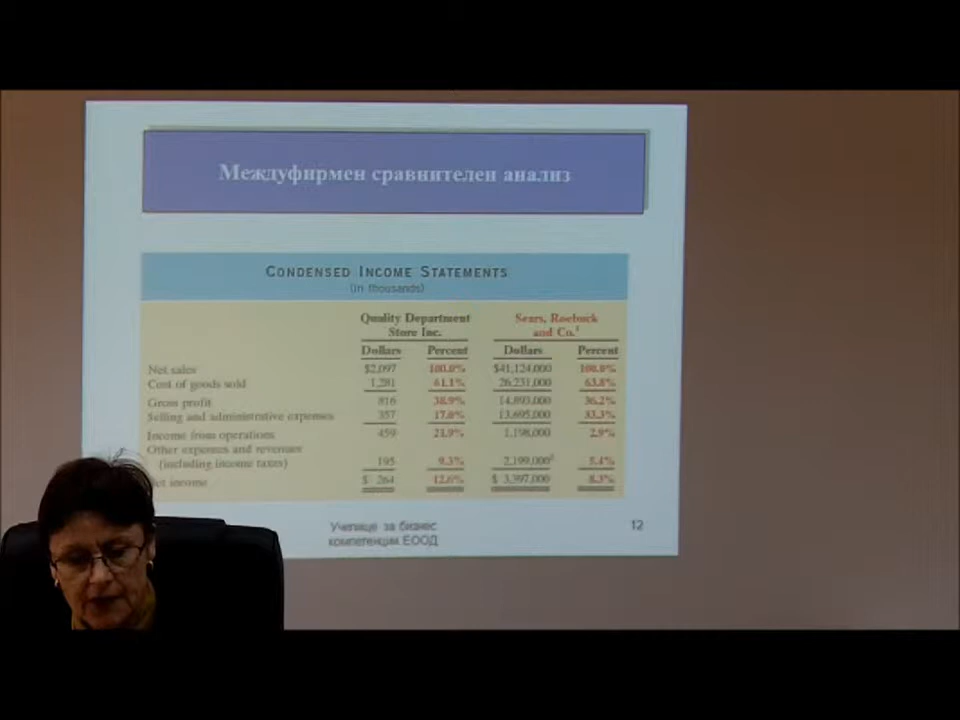 Междуфирмен сравнителен анализ
CONDENSED INCOME STATEMENTS
(in thousands)
Quality Department Store Inc.
Sears, Roebuck and Co.
Dollars Percent Dollars Percent
Net sales $2,097 100.0% $41,124,000 100.0%
Cost of goods sold 1,281 61.1% 26,231,000 63.8%
Gross profit 816 38.9% 14,893,000 36.2%
Selling and administrative expenses 357 17.0% 13,695,000 33.3%
Income from operations 459 21.9% 1,198,000 2.9%
Other expenses and revenues
(including income taxes) 195 9.3% 2,199,000 5.4%
Net income $ 264 12.6% $ 3,397,000 8.3%
Училище за бизнес
компетенции ЕООД
12